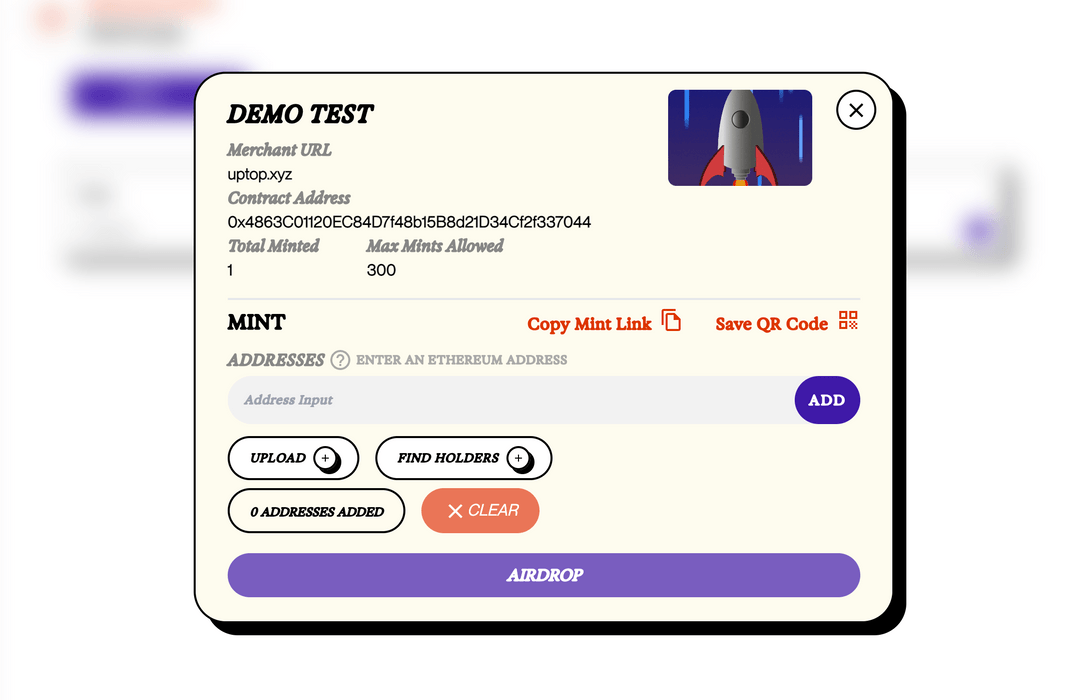 DEMO TEST
Merchant URL
uptop.xyz
Contract Address
0x4863C01120EC84D7f48b15B8d21D34Cf2f337044
Total Minted Max Mints Allowed
1 300
MINT Copy Mint Link Save QR Code
ADDRESSES ? ENTER AN ETHEREUM ADDRESS
Address Input ADD
UPLOAD + FIND HOLDERS +
0 ADDRESSES ADDED CLEAR
AIRDROP